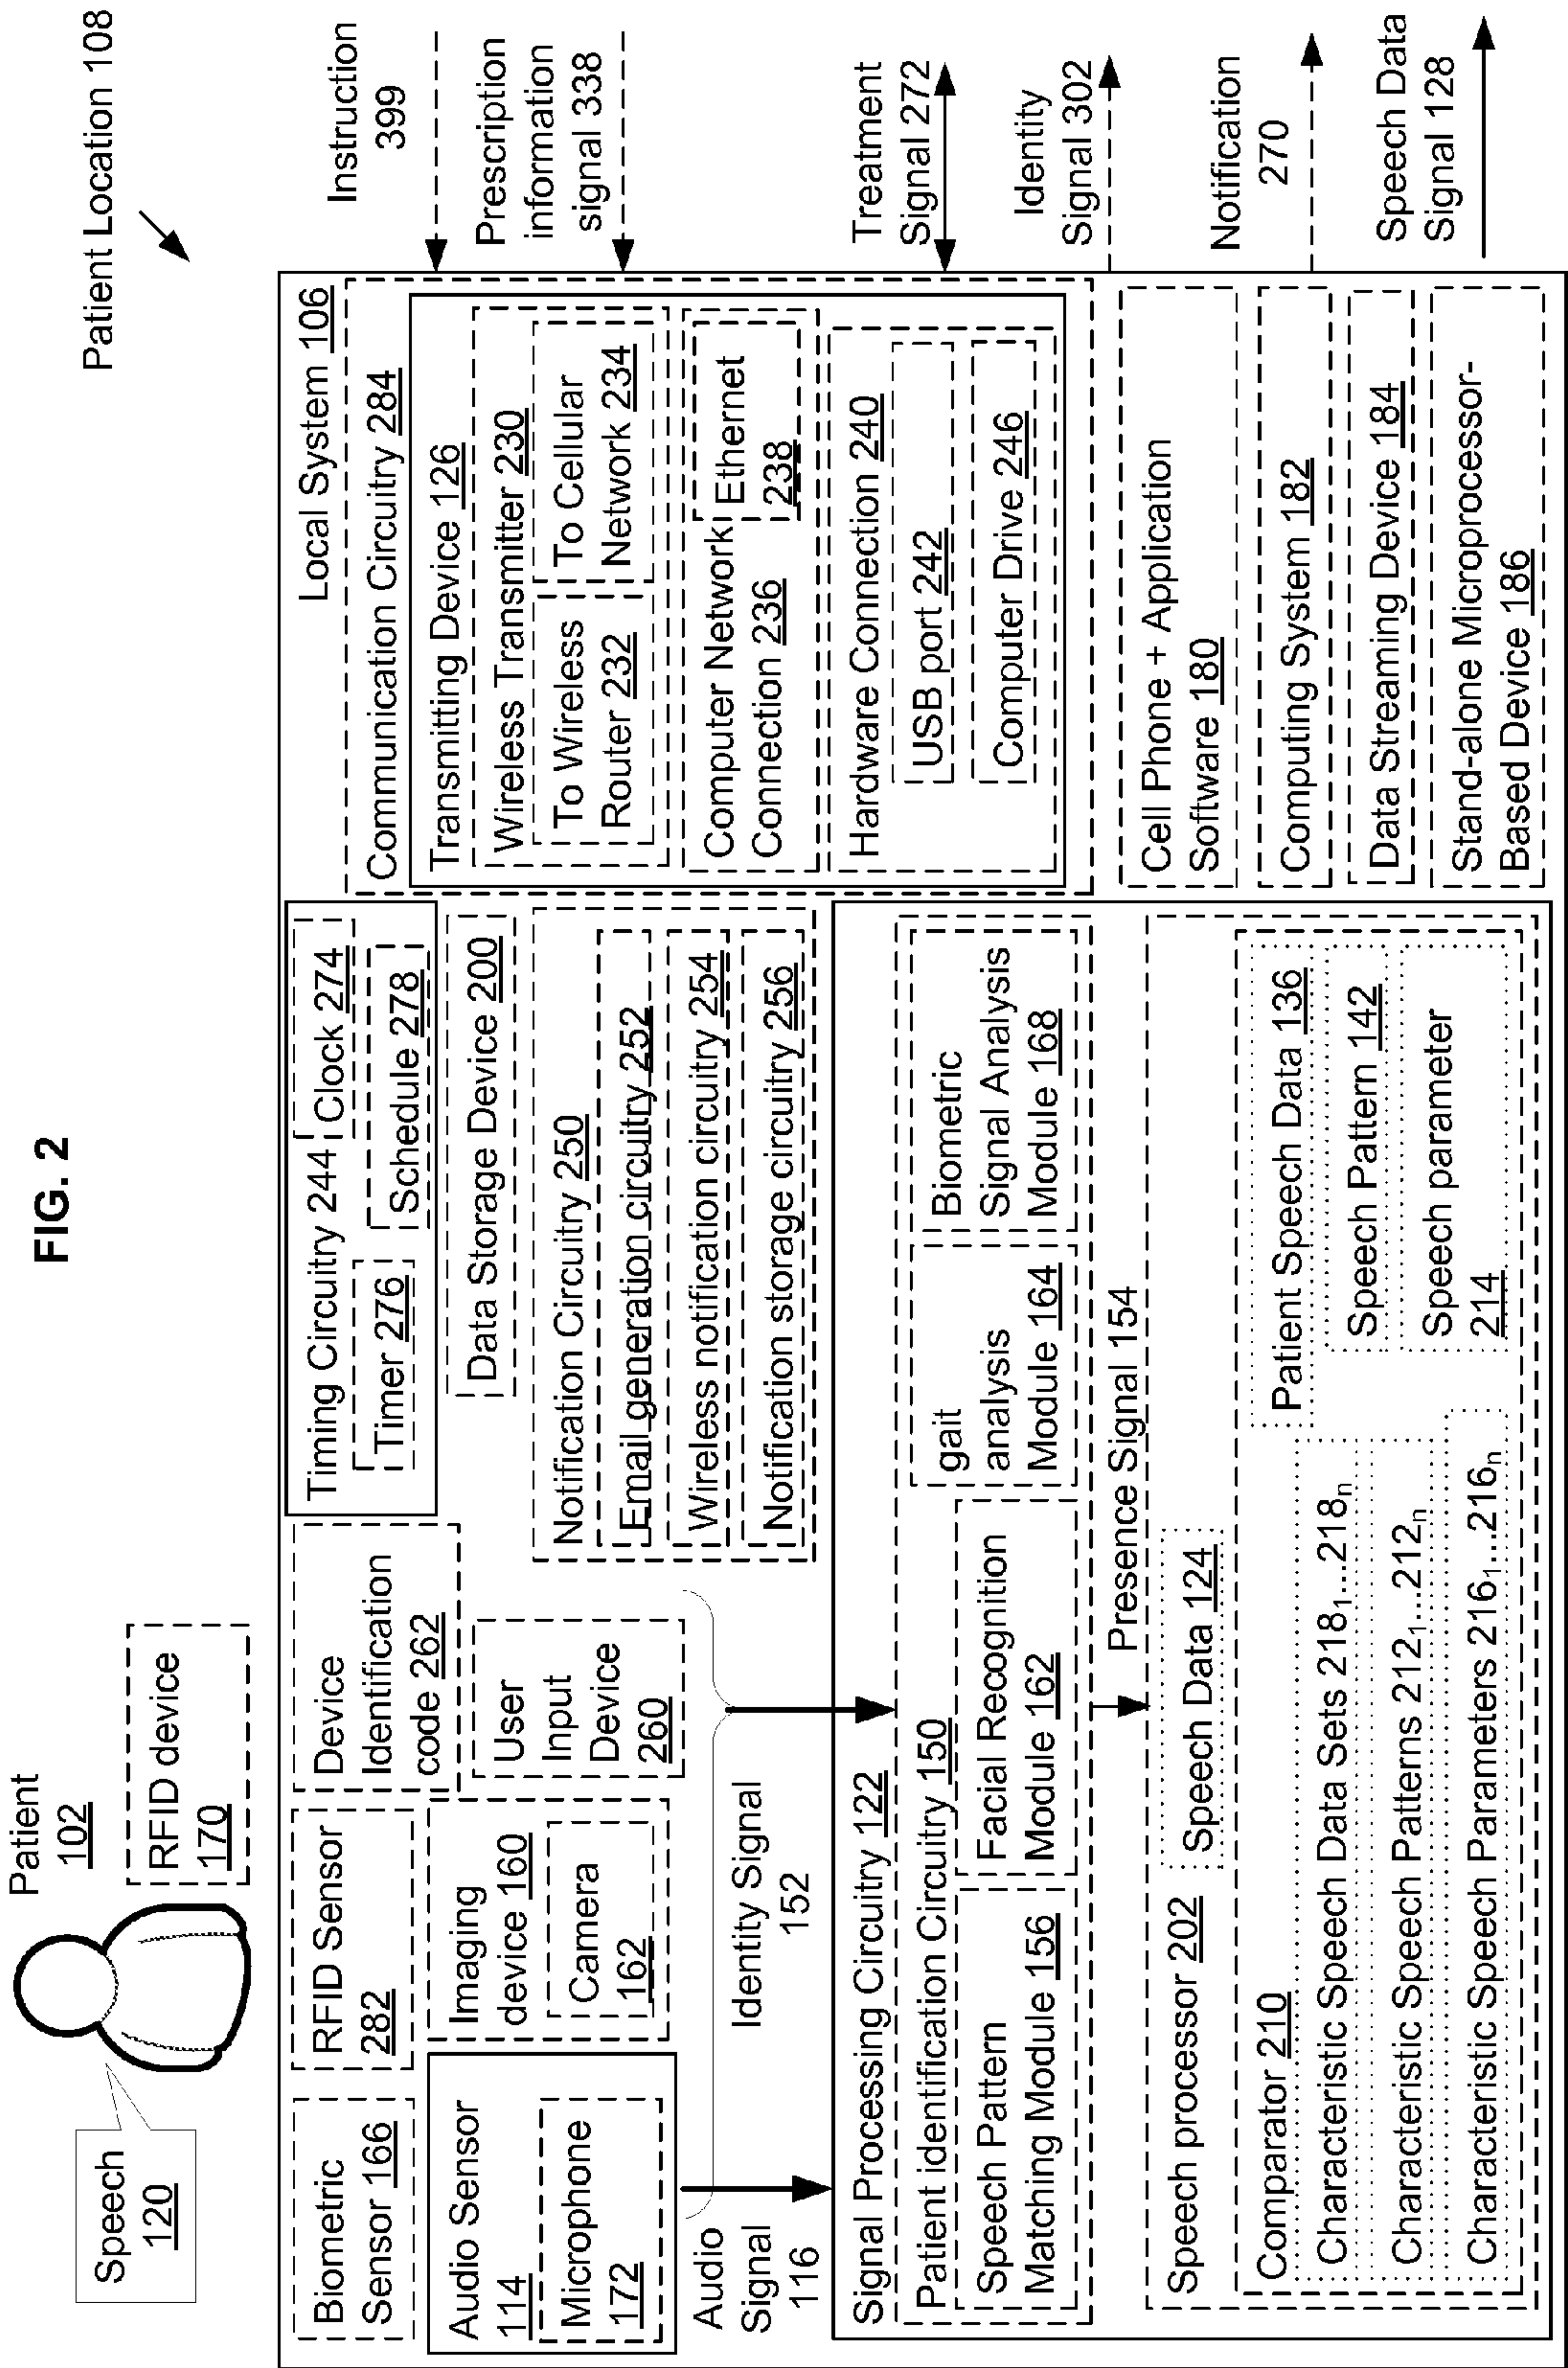 FIG. 2
Patient Location 108
Patient
102
Speech
120
RFID device
170
Local System 106
Biometric
Sensor 166
RFID Sensor
282
Device
Identification
code 262
Timing Circuitry 244
Clock 274
Timer 276
Schedule 278
Audio Sensor
114
Microphone
172
Imaging
device 160
Camera
162
User
Input
Device
260
Data Storage Device 200
Notification Circuitry 250
Email generation circuitry 252
Wireless notification circuitry 254
Notification storage circuitry 256
Communication Circuitry 284
Transmitting Device 126
Wireless Transmitter 230
To Wireless
Router 232
To Cellular
Network 234
Computer Network
Connection 236
Ethernet
238
Hardware Connection 240
USB port 242
Computer Drive 246
Instruction
399
Prescription
information
signal 338
Treatment
Signal 272
Identity
Signal 302
Notification
270
Speech Data
Signal 128
Audio
Signal
116
Identity Signal
152
Signal Processing Circuitry 122
Patient identification Circuitry 150
Speech Pattern
Matching Module 156
Facial Recognition
Module 162
gait
analysis
Module 164
Biometric
Signal Analysis
Module 168
Presence Signal 154
Speech processor 202
Speech Data 124
Comparator 210
Characteristic Speech Data Sets 218₁...218ₙ
Characteristic Speech Patterns 212₁...212ₙ
Characteristic Speech Parameters 216₁...216ₙ
Patient Speech Data 136
Speech Pattern 142
Speech parameter
214
Cell Phone + Application
Software 180
Computing System 182
Data Streaming Device 184
Stand-alone Microprocessor-
Based Device 186